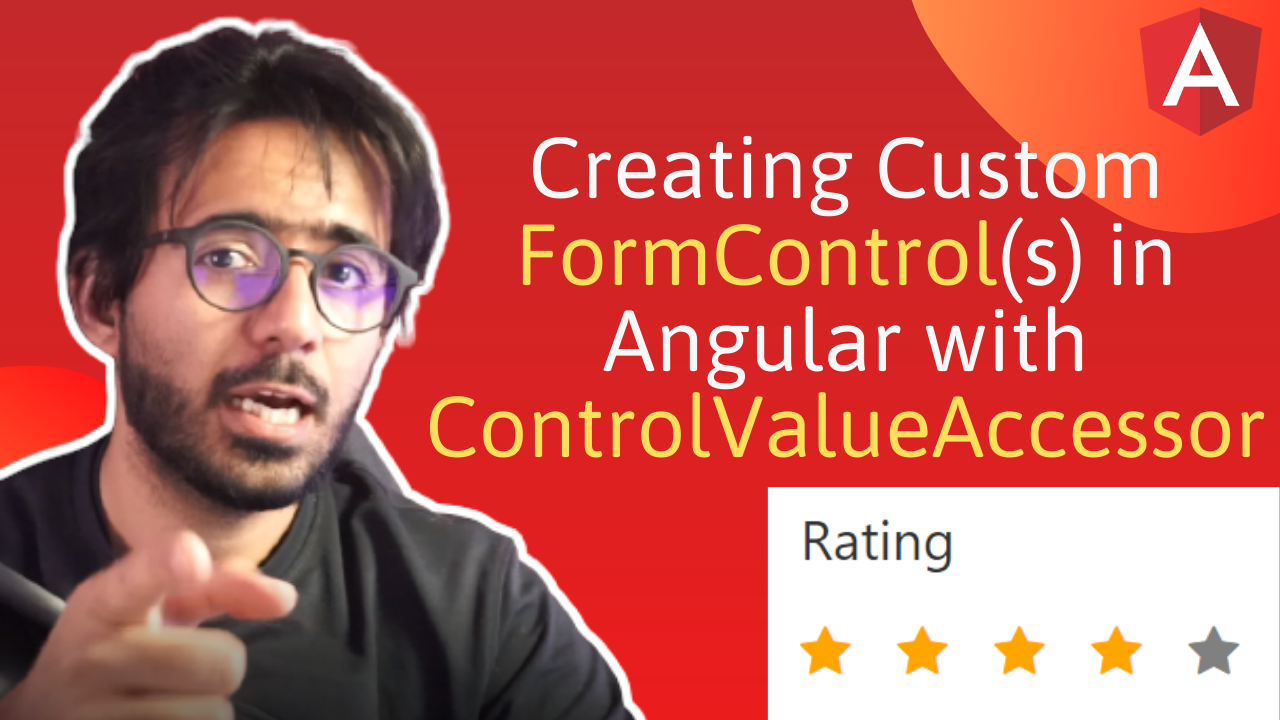 Creating Custom
FormControl(s) in
Angular with
ControlValueAccessor
Rating